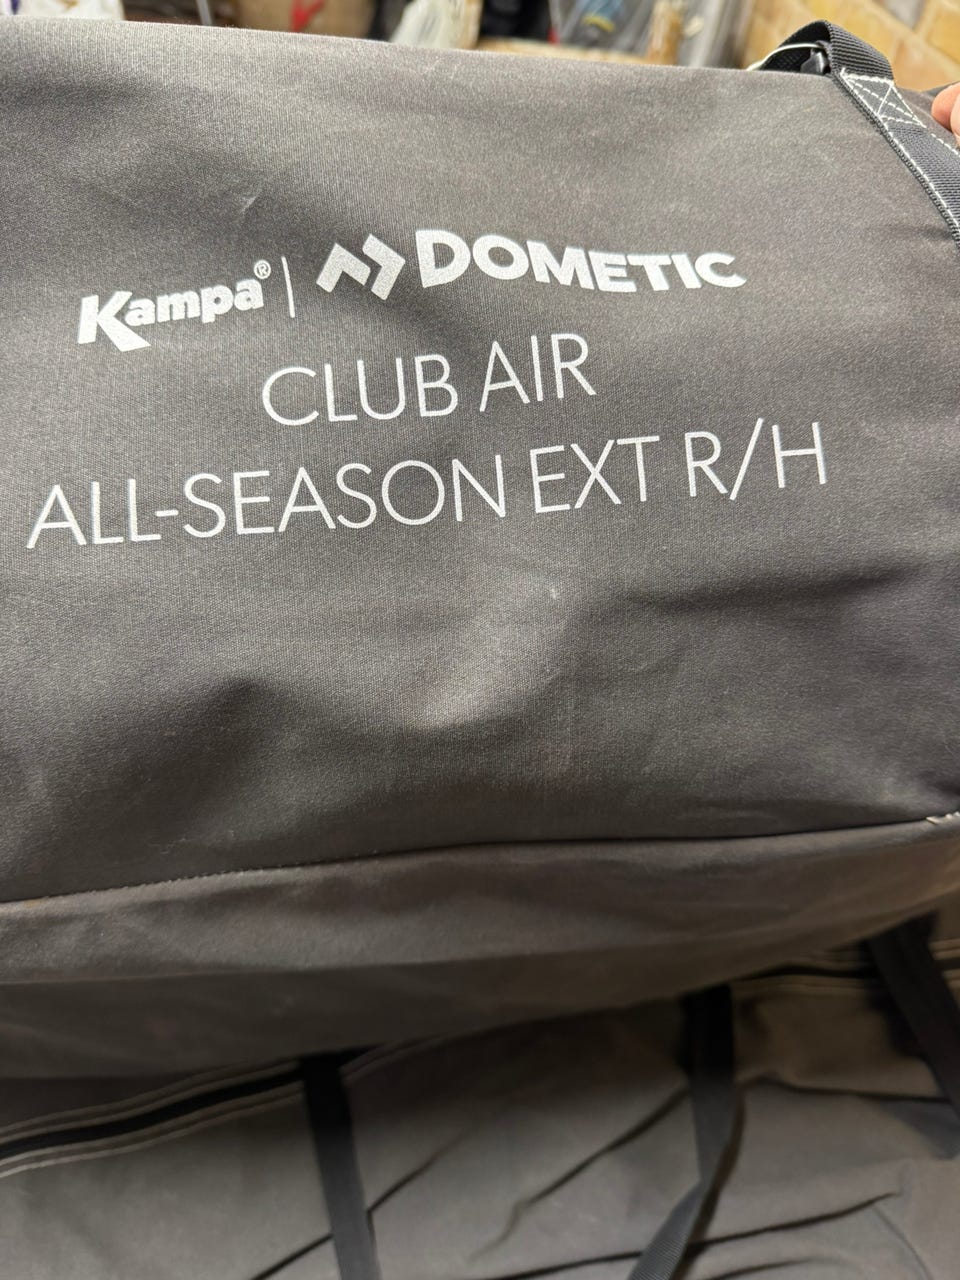 Kampa® | DOMETIC
CLUB AIR
ALL-SEASON EXT R/H